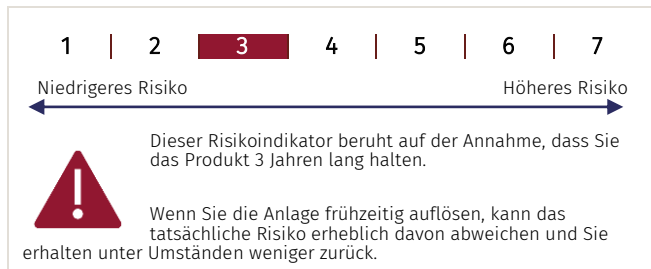 1 | 2 | 3 | 4 | 5 | 6 | 7
Niedrigeres Risiko Höheres Risiko
Dieser Risikoindikator beruht auf der Annahme, dass Sie
das Produkt 3 Jahren lang halten.
Wenn Sie die Anlage frühzeitig auflösen, kann das
tatsächliche Risiko erheblich davon abweichen und Sie
erhalten unter Umständen weniger zurück.